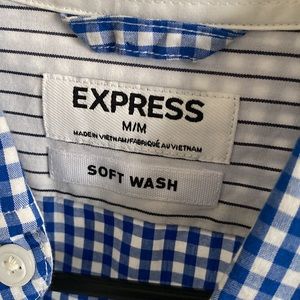 EXPRESS
M/M
MADE IN VIETNAM/FABRIQUÉ AU VIETNAM
SOFT WASH